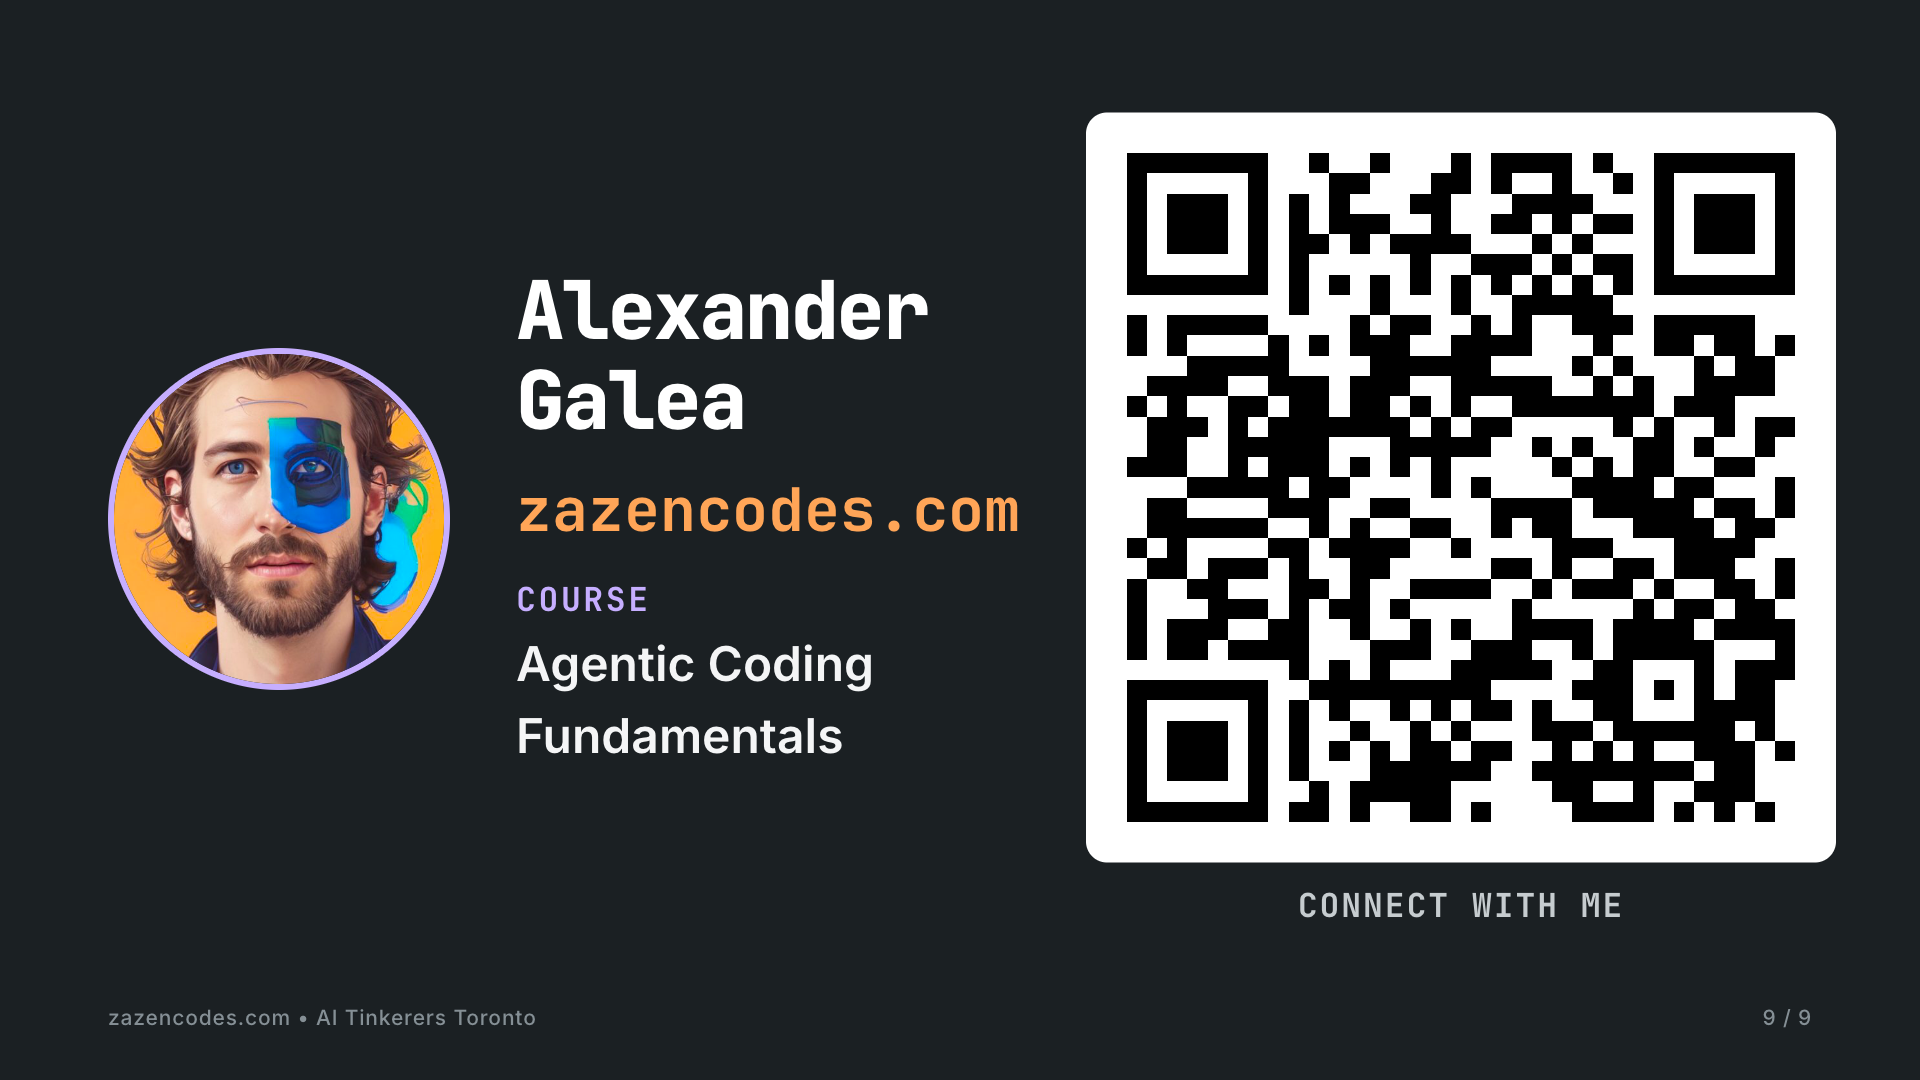 Alexander
Galea
zazencodes.com
COURSE
Agentic Coding
Fundamentals
CONNECT WITH ME
zazencodes.com • AI Tinkerers Toronto
9 / 9